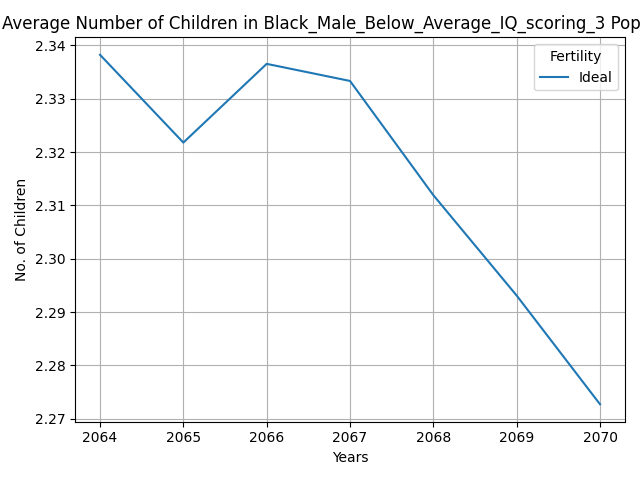 Average Number of Children in Black_Male_Below_Average_IQ_scoring_3 Pop
2.34
2.33
2.32
2.31
2.30
2.29
2.28
2.27
No. of Children
Fertility
Ideal
2064 2065 2066 2067 2068 2069 2070
Years